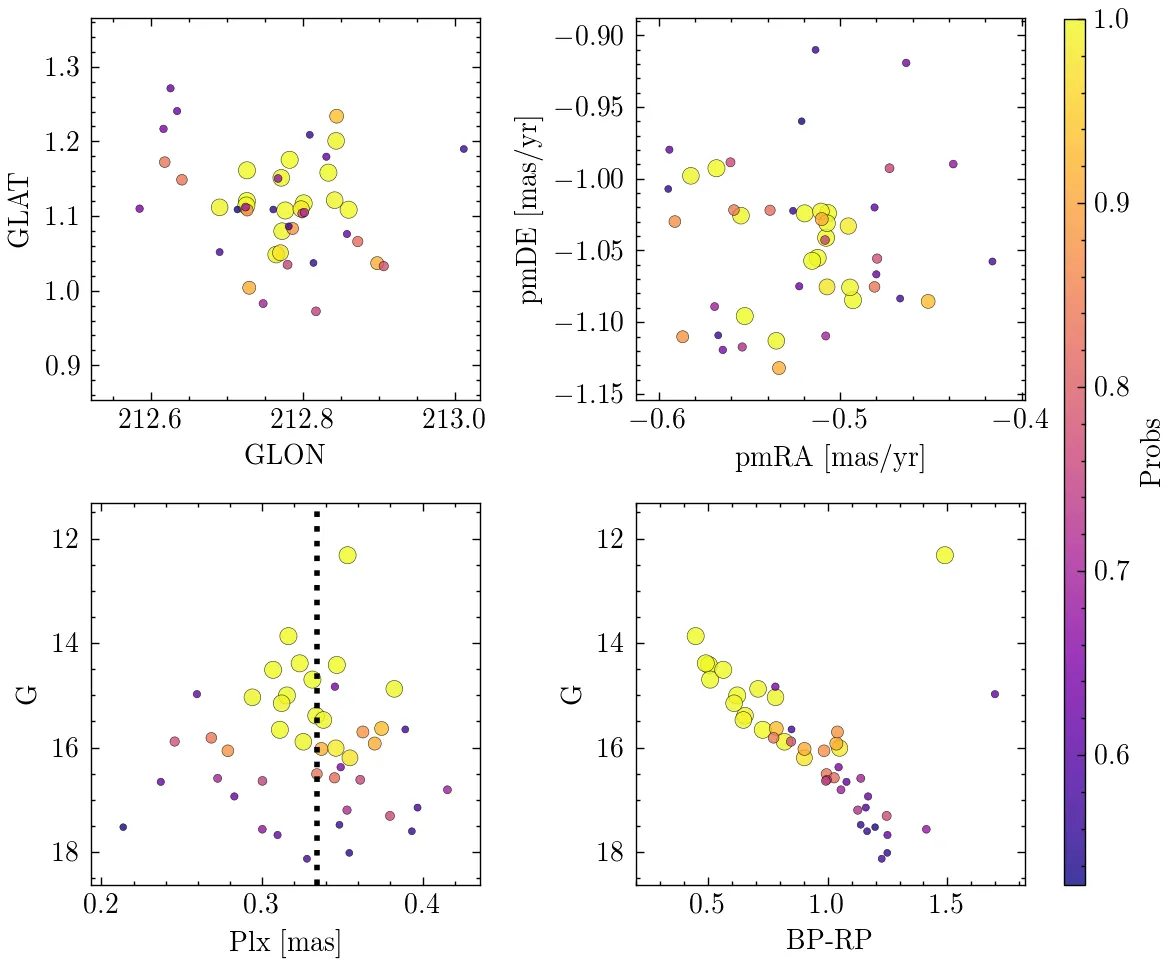 1.3
1.2
1.1
1.0
0.9
GLAT
212.6 212.8 213.0
GLON
−0.90
−0.95
−1.00
−1.05
−1.10
−1.15
pmDE [mas/yr]
−0.6 −0.5 −0.4
pmRA [mas/yr]
12
14
16
18
G
0.2 0.3 0.4
Plx [mas]
12
14
16
18
G
0.5 1.0 1.5
BP-RP
1.0
0.9
0.8
0.7
0.6
Probs